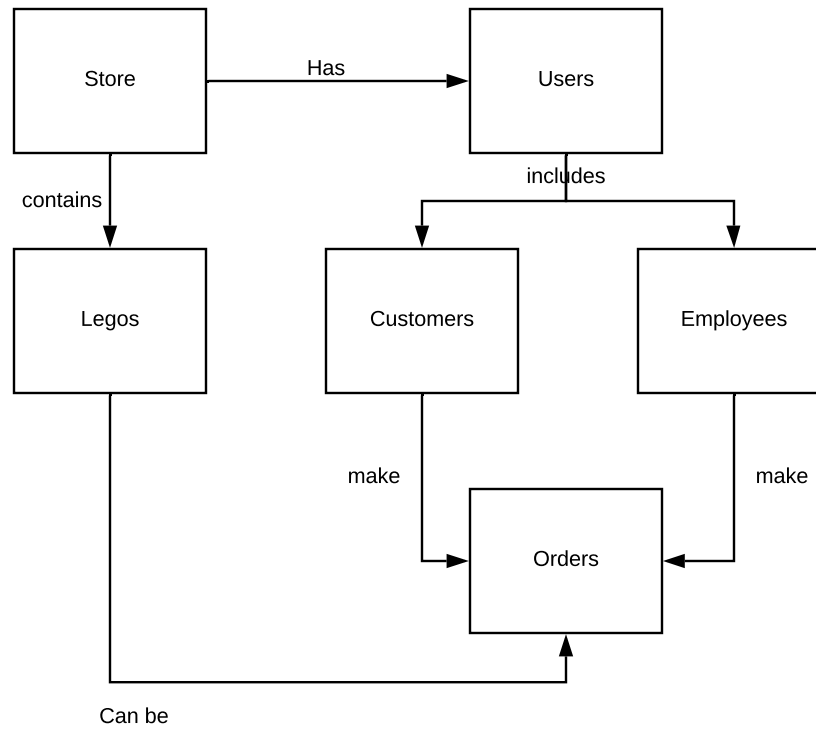 Store
Has
Users
includes
contains
Legos
Customers
Employees
make
make
Orders
Can be